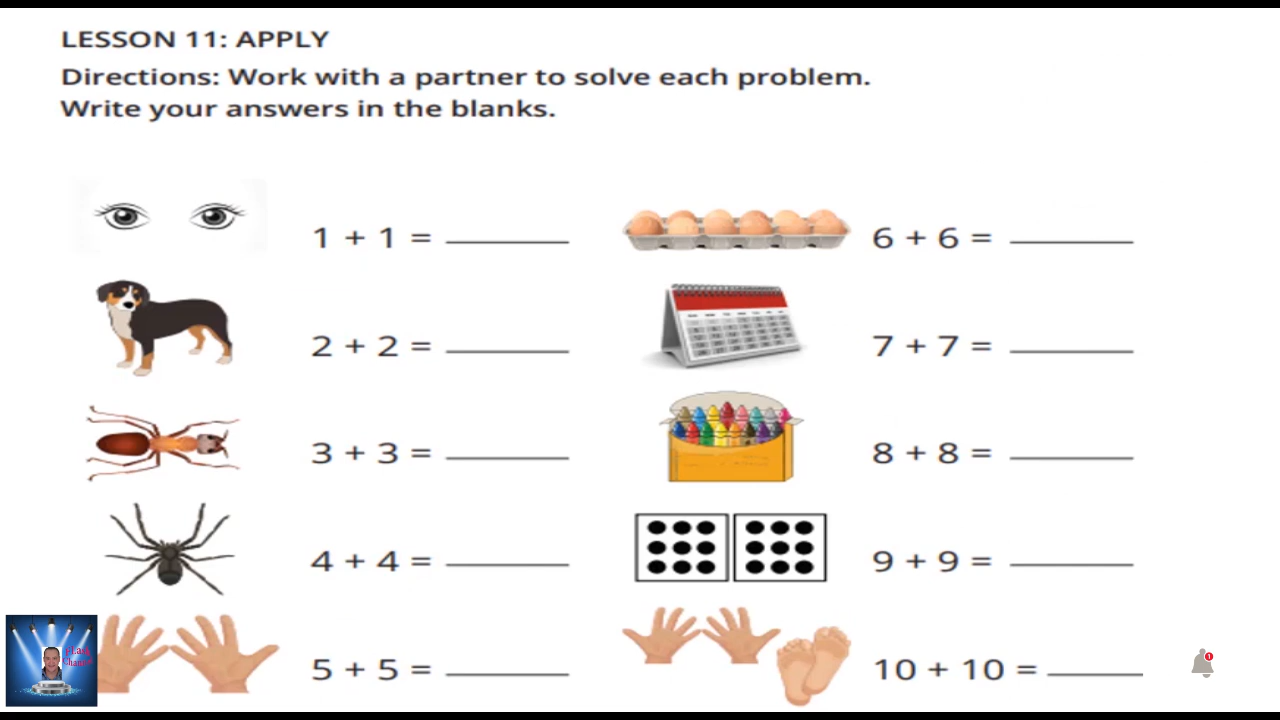 LESSON 11: APPLY
Directions: Work with a partner to solve each problem.
Write your answers in the blanks.
1 + 1 = ______
2 + 2 = ______
3 + 3 = ______
4 + 4 = ______
5 + 5 = ______
6 + 6 = ______
7 + 7 = ______
8 + 8 = ______
9 + 9 = ______
10 + 10 = ______
1